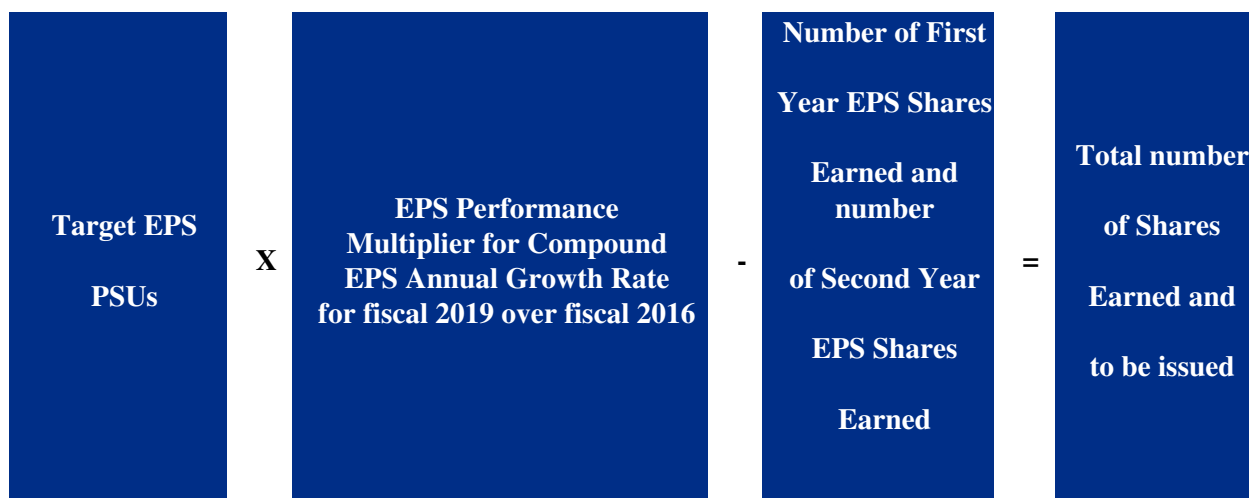 Target EPS
PSUs
X
EPS Performance
Multiplier for Compound
EPS Annual Growth Rate
for fiscal 2019 over fiscal 2016
-
Number of First
Year EPS Shares
Earned and
number
of Second Year
EPS Shares
Earned
=
Total number
of Shares
Earned and
to be issued